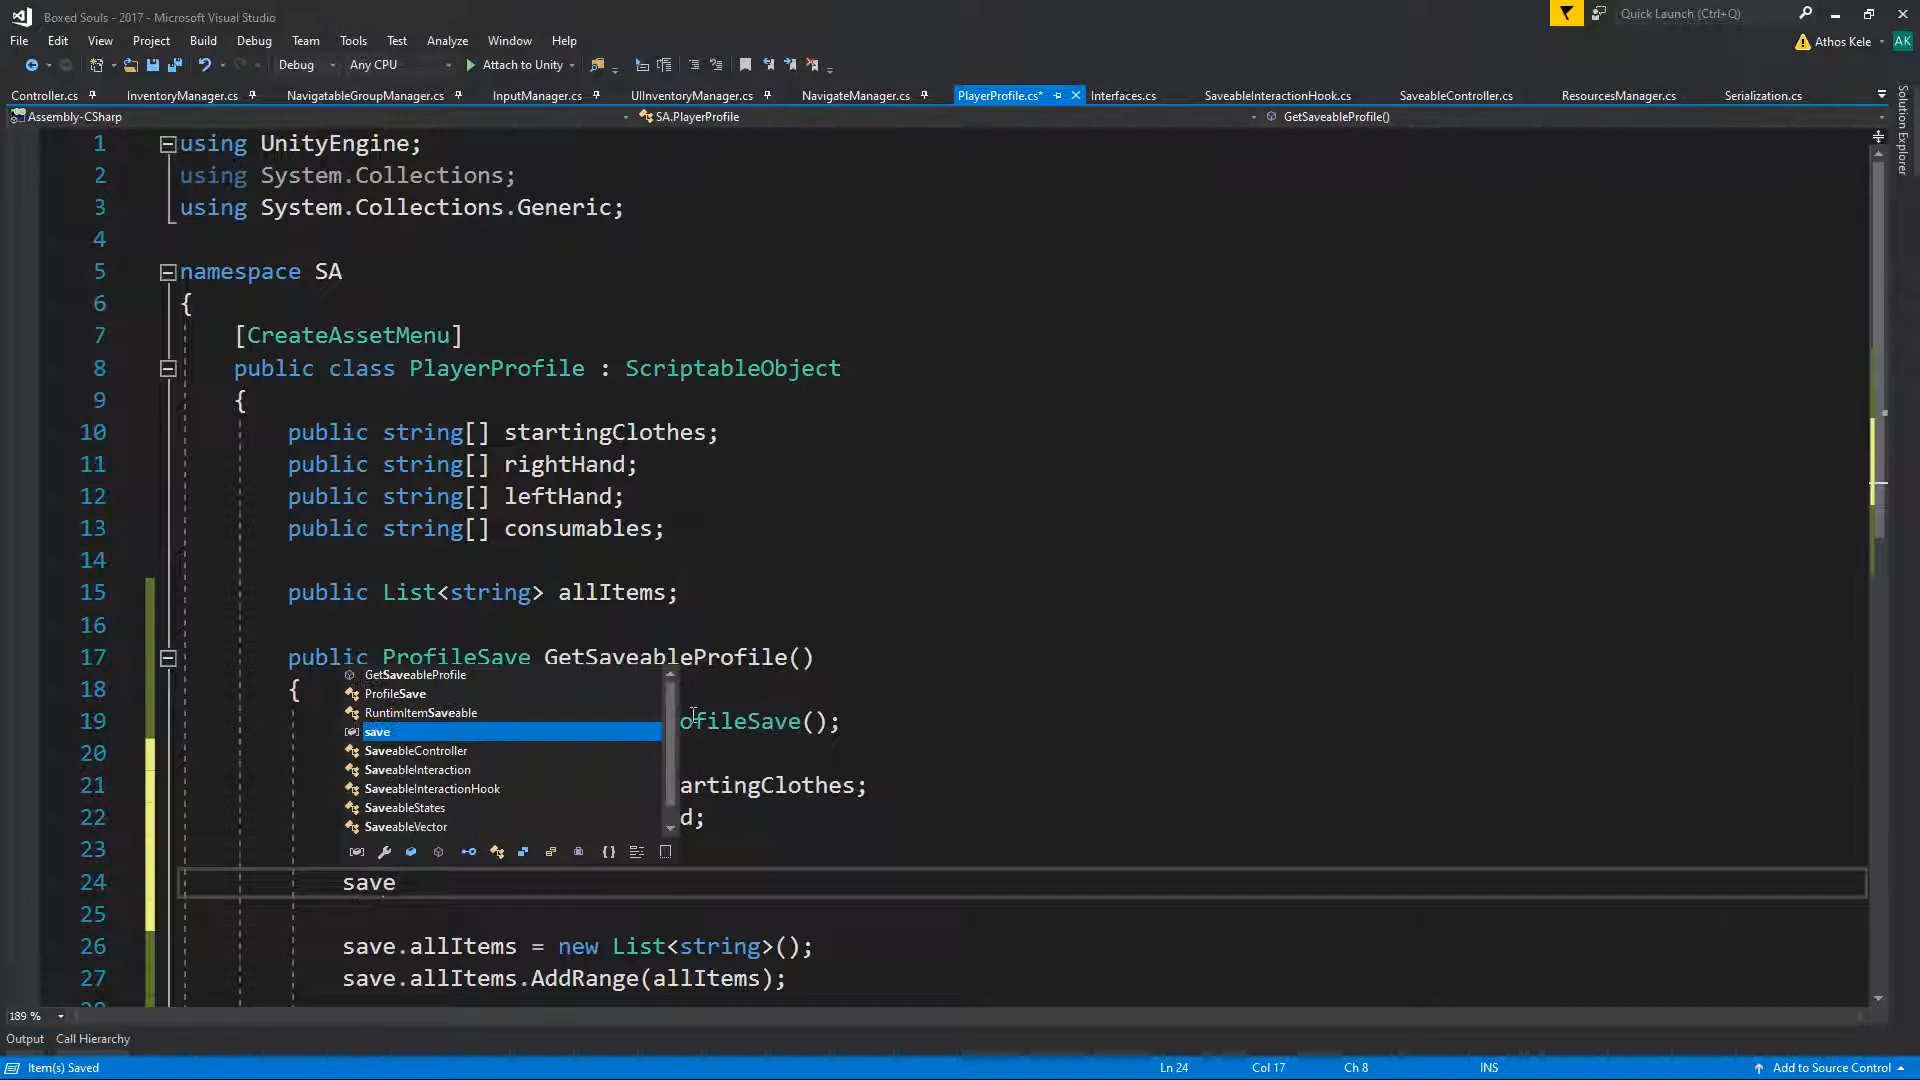 Boxed Souls - 2017 - Microsoft Visual Studio
Quick Launch (Ctrl+Q)
File Edit View Project Build Debug Team Tools Test Analyze Window Help
Athos Kele AK
Debug Any CPU Attach to Unity
Controller.cs InventoryManager.cs NavigatableGroupManager.cs InputManager.cs UIInventoryManager.cs NavigateManager.cs PlayerProfile.cs* Interfaces.cs SaveableInteractionHook.cs SaveableController.cs ResourcesManager.cs Serialization.cs
Assembly-CSharp SA.PlayerProfile GetSaveableProfile()
Solution Explorer
1 using UnityEngine;
2 using System.Collections;
3 using System.Collections.Generic;
4
5 namespace SA
6 {
7 [CreateAssetMenu]
8 public class PlayerProfile : ScriptableObject
9 {
10 public string[] startingClothes;
11 public string[] rightHand;
12 public string[] leftHand;
13 public string[] consumables;
14
15 public List<string> allItems;
16
17 public ProfileSave GetSaveableProfile()
GetSaveableProfile
18 {
ProfileSave
RuntimItemSaveable
19 ofileSave();
save
20
SaveableController
SaveableInteraction
21 artingClothes;
SaveableInteractionHook
SaveableStates
22 d;
SaveableVector
23
24 save
25
26 save.allItems = new List<string>();
27 save.allItems.AddRange(allItems);
189 %
Output Call Hierarchy
Item(s) Saved Ln 24 Col 17 Ch 8 INS Add to Source Control